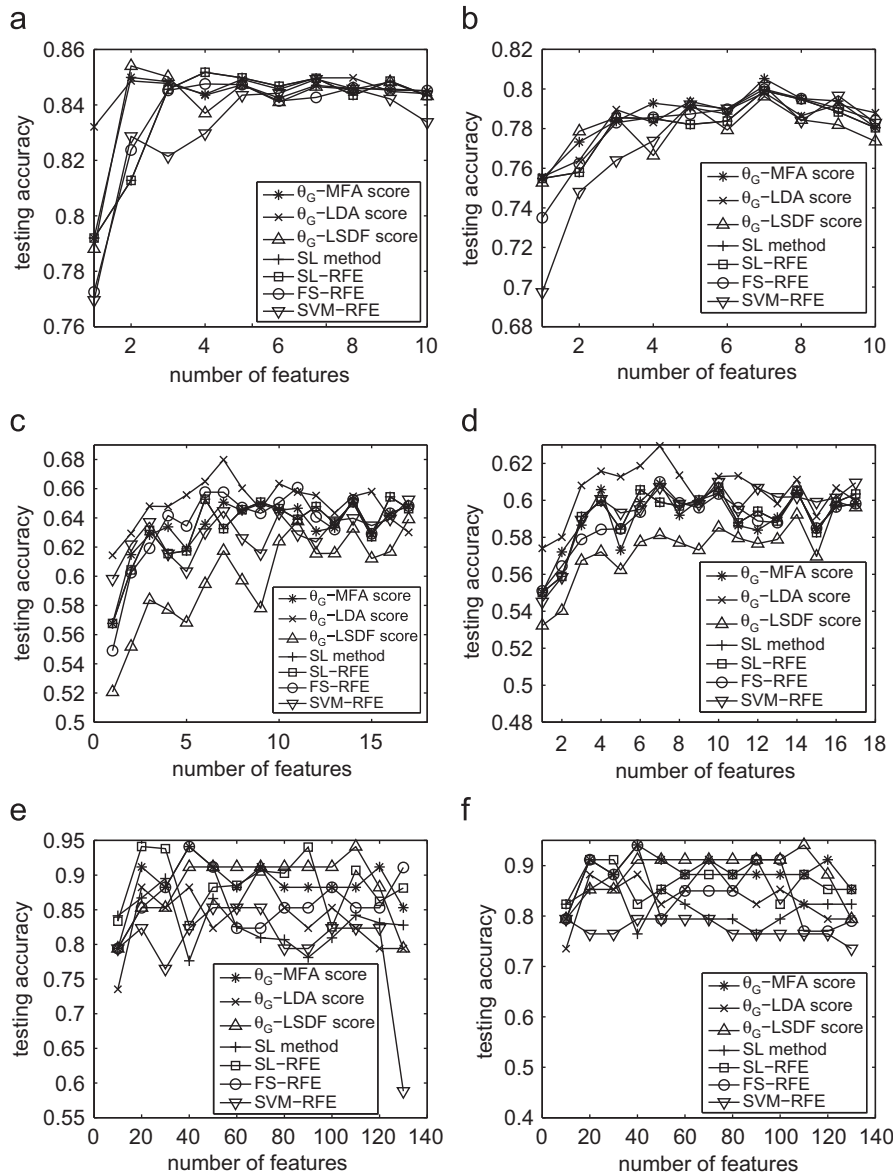 a
0.86
0.84
0.82
0.8
0.78
0.76
2
4
6
8
10
testing accuracy
number of features
θG−MFA score
θG−LDA score
θG−LSDF score
SL method
SL−RFE
FS−RFE
SVM−RFE
b
0.82
0.8
0.78
0.76
0.74
0.72
0.7
0.68
2
4
6
8
10
testing accuracy
number of features
θG−MFA score
θG−LDA score
θG−LSDF score
SL method
SL−RFE
FS−RFE
SVM−RFE
c
0.68
0.66
0.64
0.62
0.6
0.58
0.56
0.54
0.52
0.5
0
5
10
15
testing accuracy
number of features
θG−MFA score
θG−LDA score
θG−LSDF score
SL method
SL−RFE
FS−RFE
SVM−RFE
d
0.62
0.6
0.58
0.56
0.54
0.52
0.5
0.48
2
4
6
8
10
12
14
16
18
testing accuracy
number of features
θG−MFA score
θG−LDA score
θG−LSDF score
SL method
SL−RFE
FS−RFE
SVM−RFE
e
0.95
0.9
0.85
0.8
0.75
0.7
0.65
0.6
0.55
0
20
40
60
80
100
120
140
testing accuracy
number of features
θG−MFA score
θG−LDA score
θG−LSDF score
SL method
SL−RFE
FS−RFE
SVM−RFE
f
0.9
0.8
0.7
0.6
0.5
0.4
0
20
40
60
80
100
120
140
testing accuracy
number of features
θG−MFA score
θG−LDA score
θG−LSDF score
SL method
SL−RFE
FS−RFE
SVM−RFE